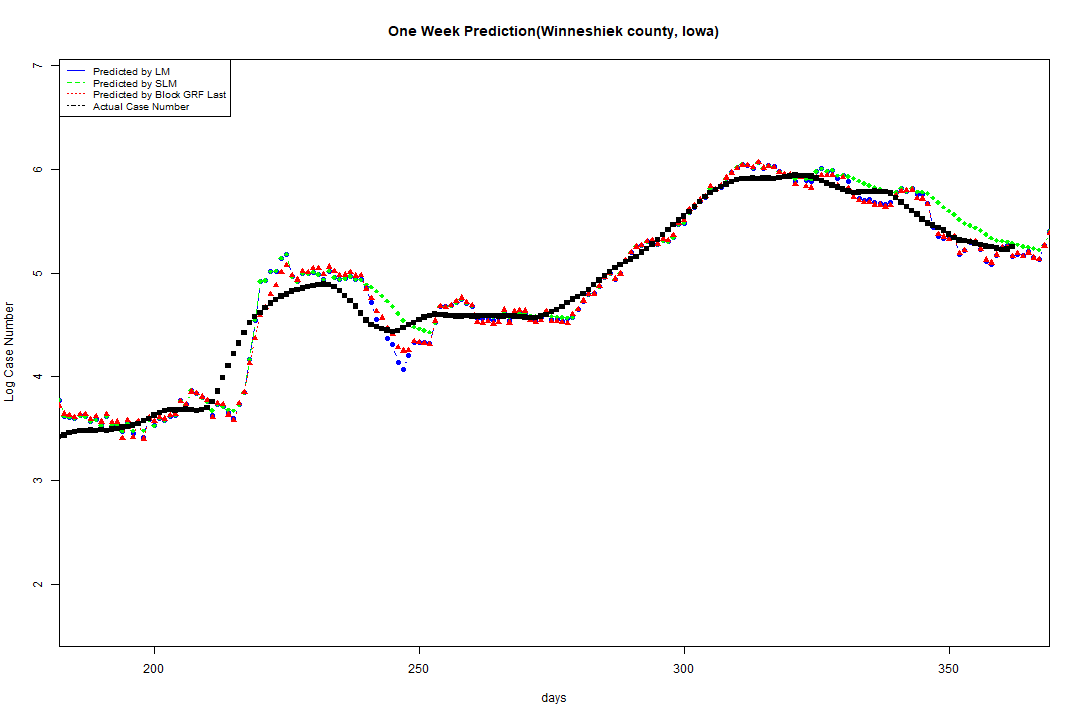 One Week Prediction(Winneshiek county, Iowa)
Predicted by LM
Predicted by SLM
Predicted by Block GRF Last
Actual Case Number
7
6
5
4
3
2
Log Case Number
200
250
300
350
days